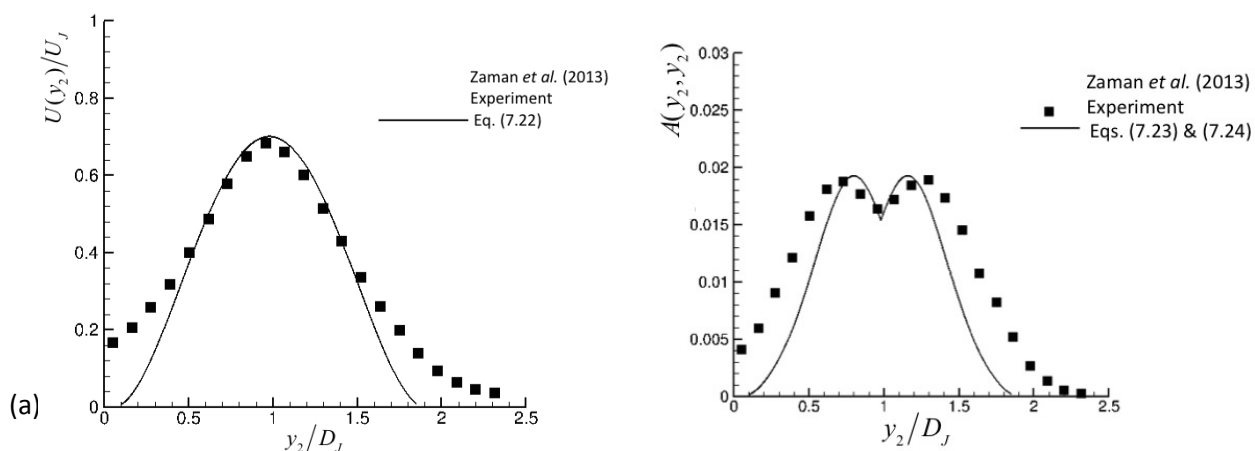 1
0.8
0.6
0.4
0.2
0
0
0.5
1
1.5
2
2.5
U(y₂)/U_J
y₂/D_J
Zaman et al. (2013)
Experiment
Eq. (7.22)
(a)
0.03
0.025
0.02
0.015
0.01
0.005
0
0
0.5
1
1.5
2
2.5
A(y₂,y₂)
y₂/D_J
Zaman et al. (2013)
Experiment
Eqs. (7.23) & (7.24)